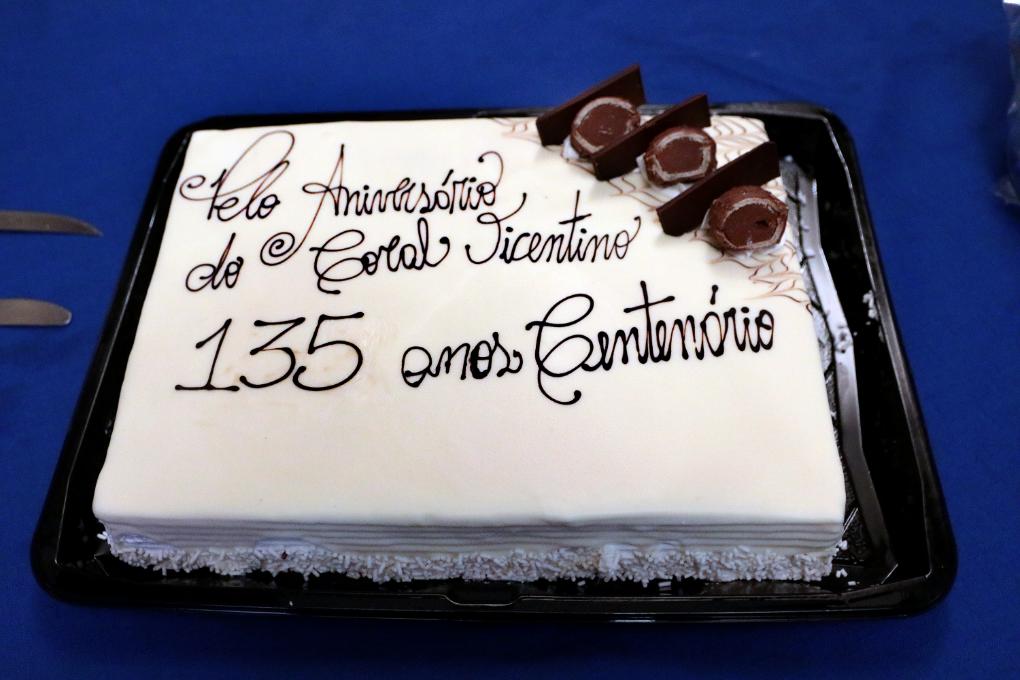 Pelo Aniversário
do Coral Vicentino
135 anos Centenário